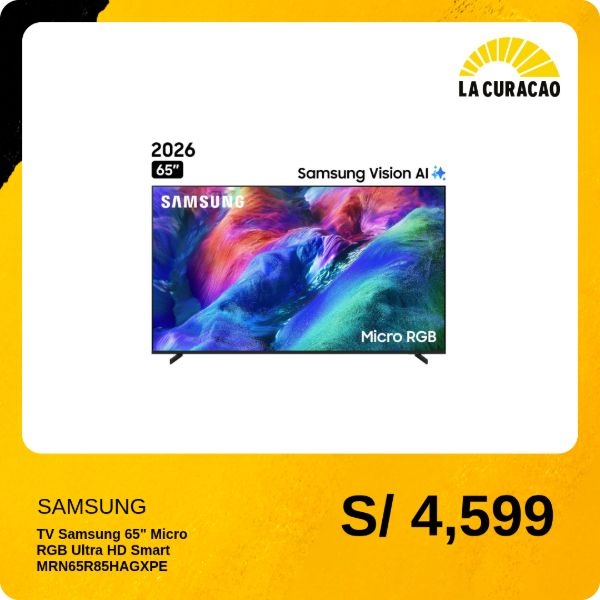 LA CURACAO
2026
65"
Samsung Vision AI
SAMSUNG
Micro RGB
SAMSUNG
S/ 4,599
TV Samsung 65" Micro
RGB Ultra HD Smart
MRN65R85HAGXPE